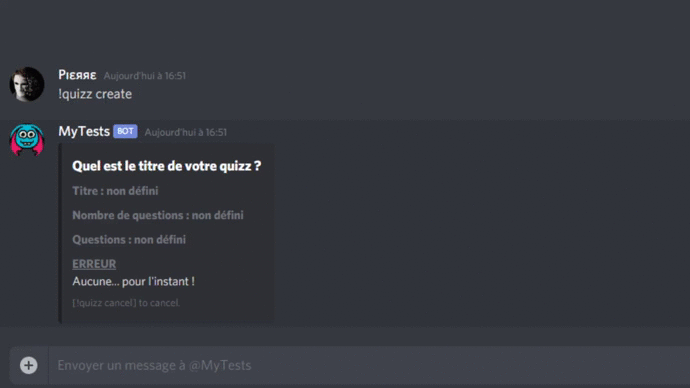 Pιєяяє Aujourd'hui à 16:51
!quizz create
MyTests BOT Aujourd'hui à 16:51
Quel est le titre de votre quizz ?
Titre : non défini
Nombre de questions : non défini
Questions : non défini
ERREUR
Aucune... pour l'instant !
[!quizz cancel] to cancel.
Envoyer un message à @MyTests